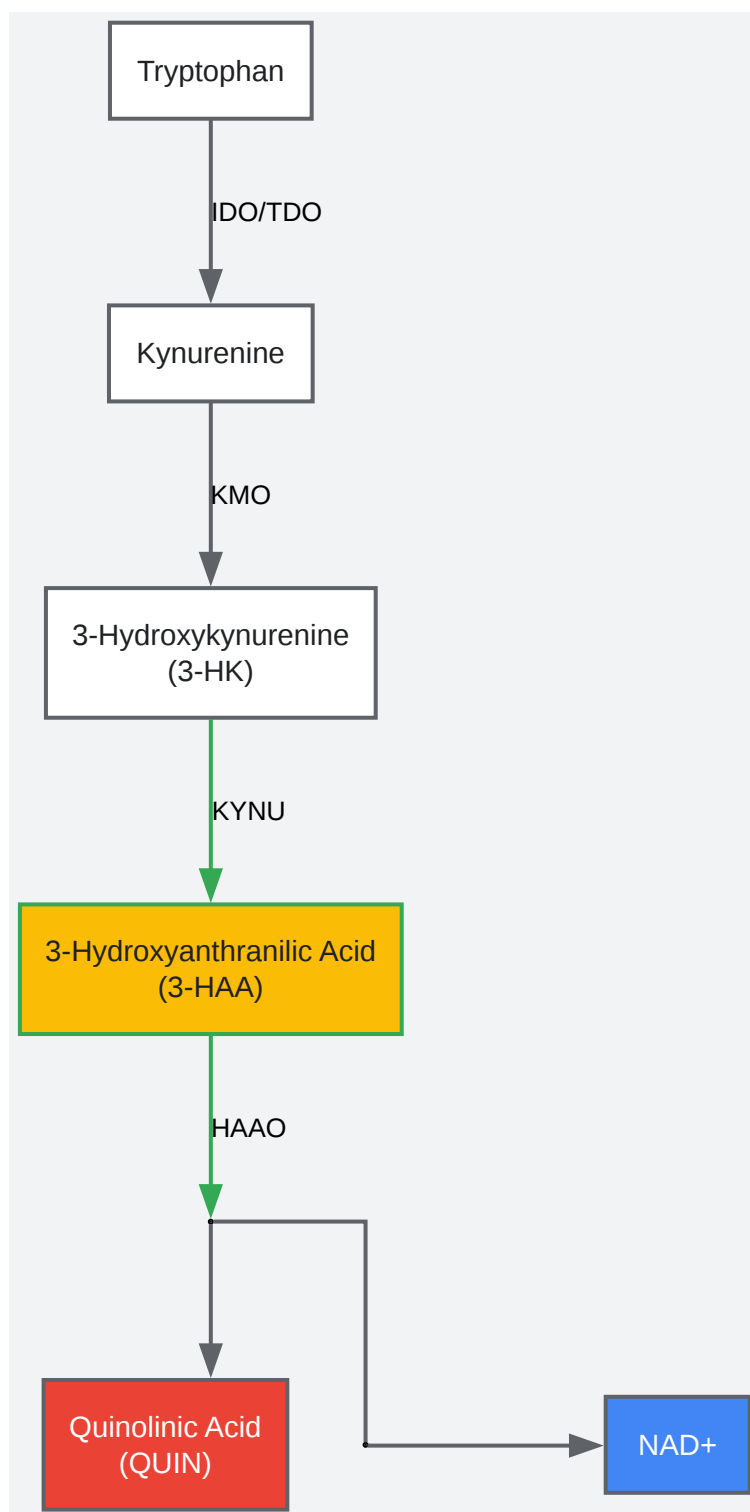 Tryptophan
IDO/TDO
Kynurenine
KMO
3-Hydroxykynurenine
(3-HK)
KYNU
3-Hydroxyanthranilic Acid
(3-HAA)
HAAO
Quinolinic Acid
(QUIN)
NAD+